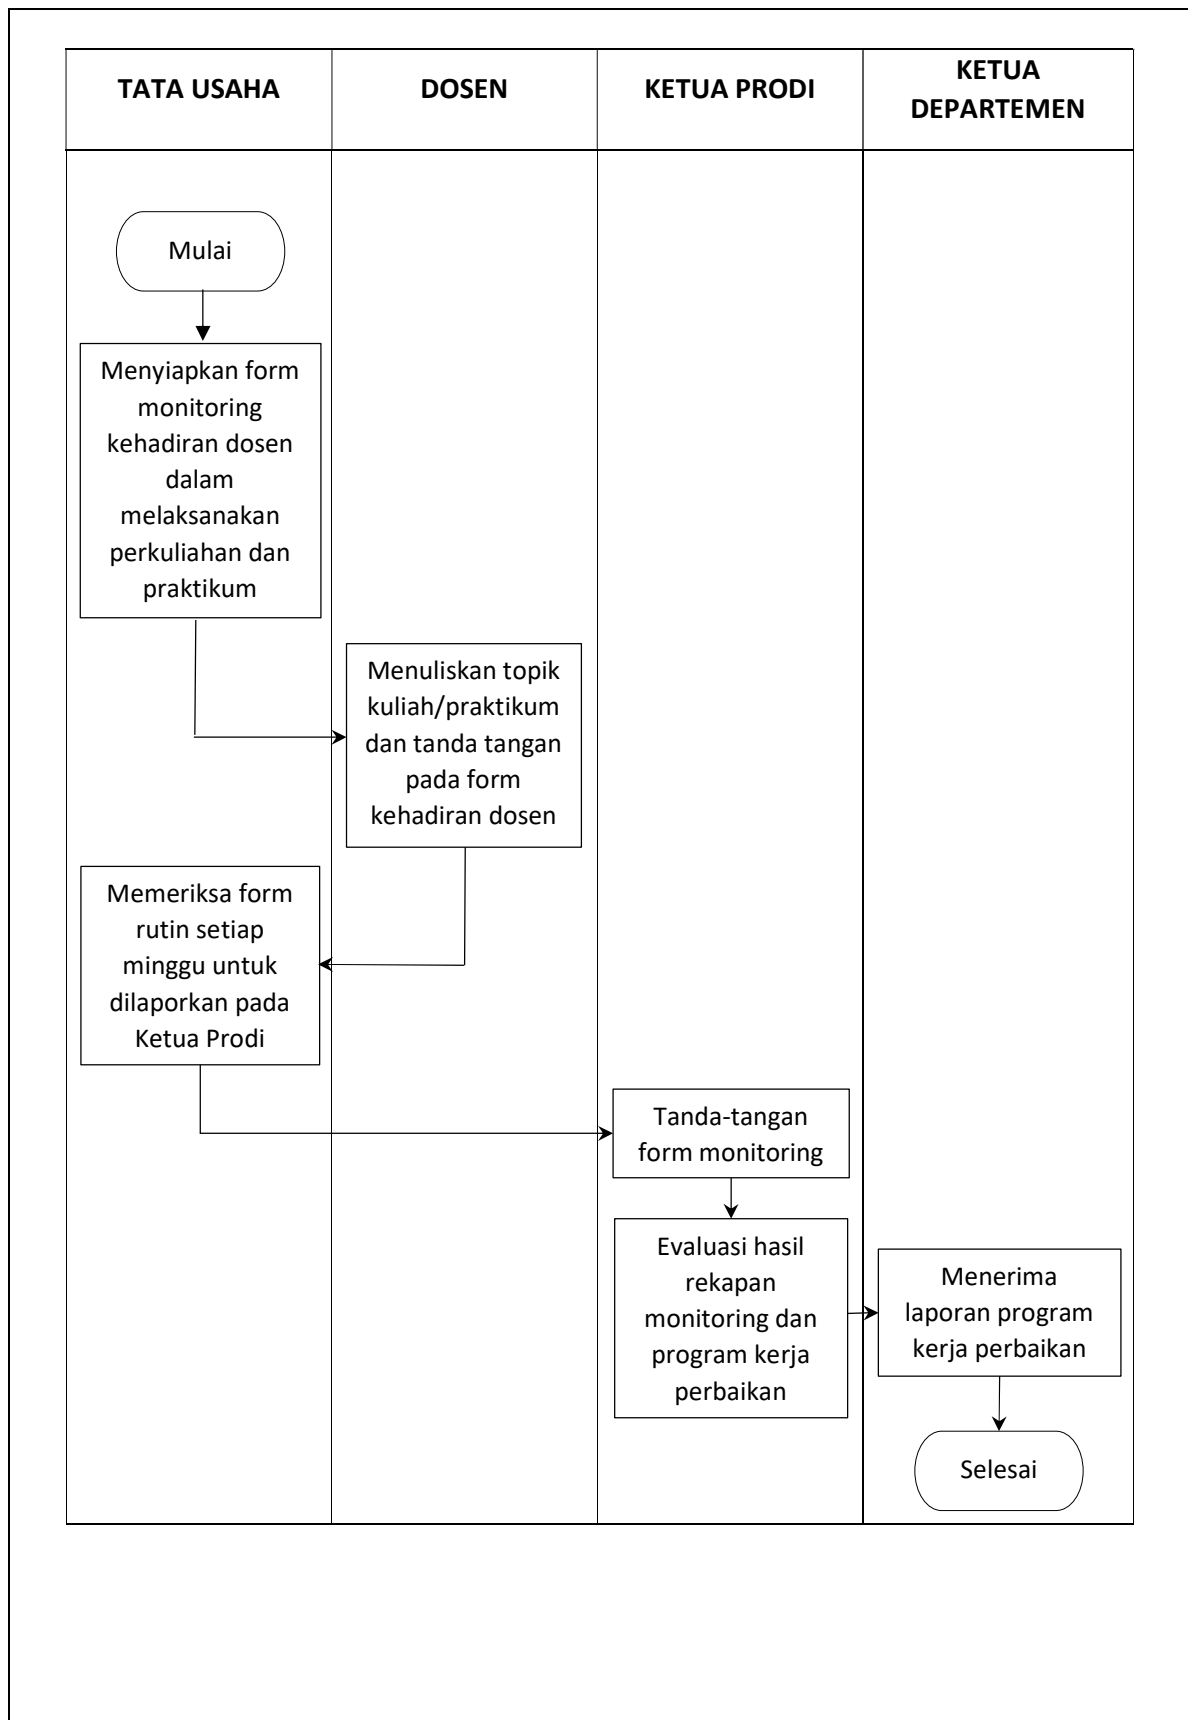 TATA USAHA
DOSEN
KETUA PRODI
KETUA
DEPARTEMEN
Mulai
Menyiapkan form
monitoring
kehadiran dosen
dalam
melaksanakan
perkuliahan dan
praktikum
Menuliskan topik
kuliah/praktikum
dan tanda tangan
pada form
kehadiran dosen
Memeriksa form
rutin setiap
minggu untuk
dilaporkan pada
Ketua Prodi
Tanda-tangan
form monitoring
Evaluasi hasil
rekapan
monitoring dan
program kerja
perbaikan
Menerima
laporan program
kerja perbaikan
Selesai